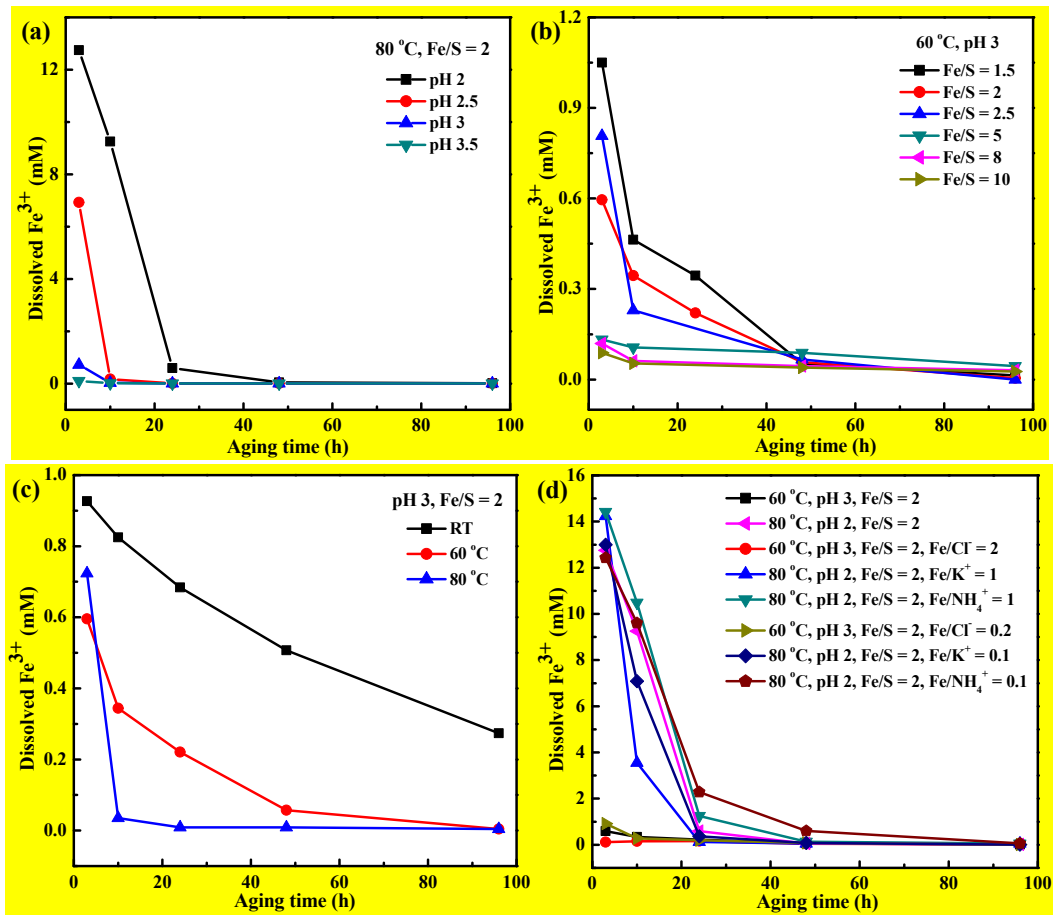 (a)
80 °C, Fe/S = 2
pH 2
pH 2.5
pH 3
pH 3.5
Dissolved Fe³⁺ (mM)
12
8
4
0
0 20 40 60 80 100
Aging time (h)
(b)
60 °C, pH 3
Fe/S = 1.5
Fe/S = 2
Fe/S = 2.5
Fe/S = 5
Fe/S = 8
Fe/S = 10
Dissolved Fe³⁺ (mM)
1.2
0.9
0.6
0.3
0.0
0 20 40 60 80 100
Aging time (h)
(c)
pH 3, Fe/S = 2
RT
60 °C
80 °C
Dissolved Fe³⁺ (mM)
1.0
0.8
0.6
0.4
0.2
0.0
0 20 40 60 80 100
Aging time (h)
(d)
60 °C, pH 3, Fe/S = 2
80 °C, pH 2, Fe/S = 2
60 °C, pH 3, Fe/S = 2, Fe/Cl⁻ = 2
80 °C, pH 2, Fe/S = 2, Fe/K⁺ = 1
80 °C, pH 2, Fe/S = 2, Fe/NH₄⁺ = 1
60 °C, pH 3, Fe/S = 2, Fe/Cl⁻ = 0.2
80 °C, pH 2, Fe/S = 2, Fe/K⁺ = 0.1
80 °C, pH 2, Fe/S = 2, Fe/NH₄⁺ = 0.1
Dissolved Fe³⁺ (mM)
16
14
12
10
8
6
4
2
0
0 20 40 60 80 100
Aging time (h)